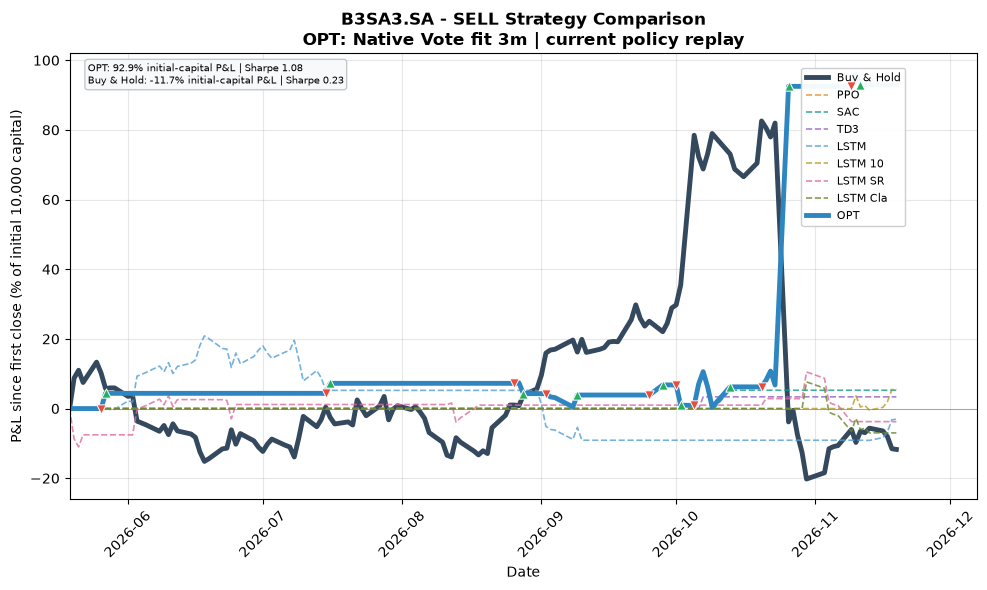 B3SA3.SA - SELL Strategy Comparison
OPT: Native Vote fit 3m | current policy replay
OPT: 92.9% initial-capital P&L | Sharpe 1.08
Buy & Hold: -11.7% initial-capital P&L | Sharpe 0.23
Buy & Hold
PPO
SAC
TD3
LSTM
LSTM 10
LSTM SR
LSTM Cla
OPT
P&L since first close (% of initial 10,000 capital)
100
80
60
40
20
0
−20
2026-06
2026-07
2026-08
2026-09
2026-10
2026-11
2026-12
Date